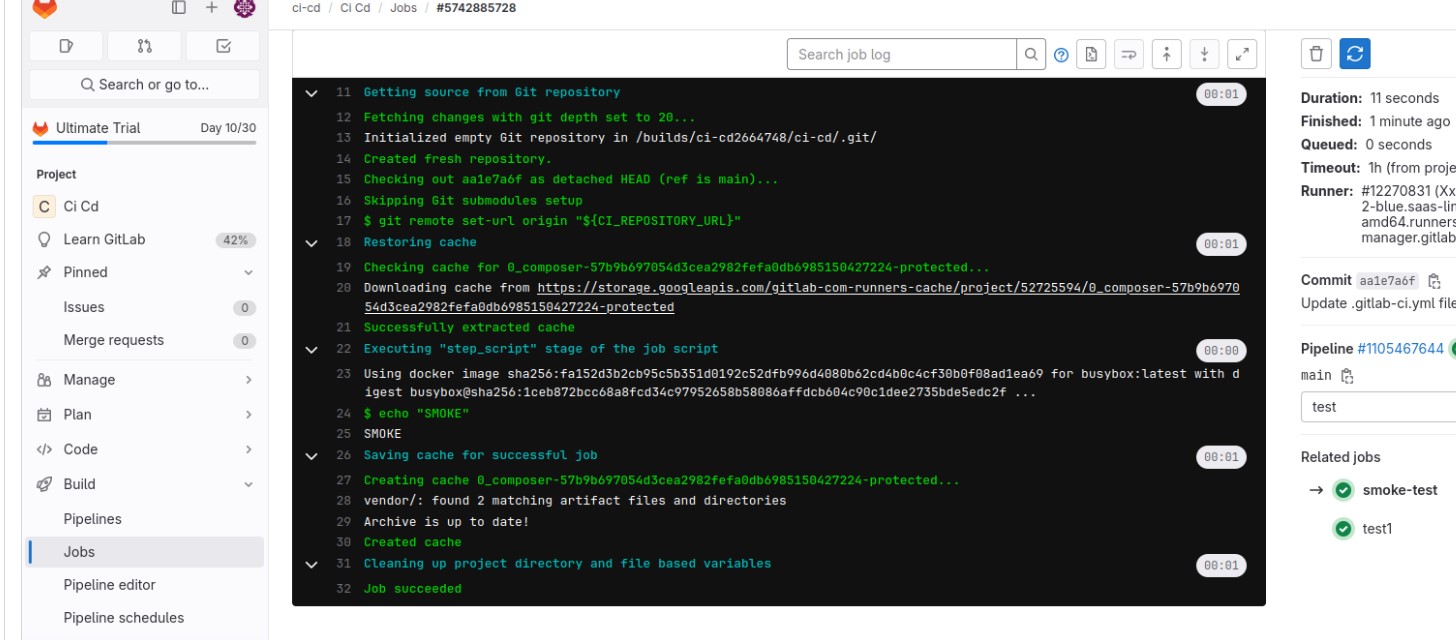 ci-cd / Ci Cd / Jobs / #5742885728
Search or go to...
Ultimate Trial Day 10/30
Project
C Ci Cd
Learn GitLab 42%
Pinned
Issues 0
Merge requests 0
Manage
Plan
Code
Build
Pipelines
Jobs
Pipeline editor
Pipeline schedules
Search job log
11 Getting source from Git repository 00:01
12 Fetching changes with git depth set to 20...
13 Initialized empty Git repository in /builds/ci-cd2664748/ci-cd/.git/
14 Created fresh repository.
15 Checking out aa1e7a6f as detached HEAD (ref is main)...
16 Skipping Git submodules setup
17 $ git remote set-url origin "${CI_REPOSITORY_URL}"
18 Restoring cache 00:01
19 Checking cache for 0_composer-57b9b697054d3cea2982fefa0db6985150427224-protected...
20 Downloading cache from https://storage.googleapis.com/gitlab-com-runners-cache/project/52725594/0_composer-57b9b6970
54d3cea2982fefa0db6985150427224-protected
21 Successfully extracted cache
22 Executing "step_script" stage of the job script 00:00
23 Using docker image sha256:fa152d3b2cb95c5b351d0192c52dfb996d4080b62cd4b0c4cf30b0f08ad1ea69 for busybox:latest with d
igest busybox@sha256:1ceb872bcc68a8fcd34c97952658b58086affdcb604c90c1dee2735bde5edc2f ...
24 $ echo "SMOKE"
25 SMOKE
26 Saving cache for successful job 00:01
27 Creating cache 0_composer-57b9b697054d3cea2982fefa0db6985150427224-protected...
28 vendor/: found 2 matching artifact files and directories
29 Archive is up to date!
30 Created cache
31 Cleaning up project directory and file based variables 00:01
32 Job succeeded
Duration: 11 seconds
Finished: 1 minute ago
Queued: 0 seconds
Timeout: 1h (from proje
Runner: #12270831 (Xx
2-blue.saas-lin
amd64.runners
manager.gitlab
Commit aa1e7a6f
Update .gitlab-ci.yml file
Pipeline #1105467644
main
test
Related jobs
→ smoke-test
test1